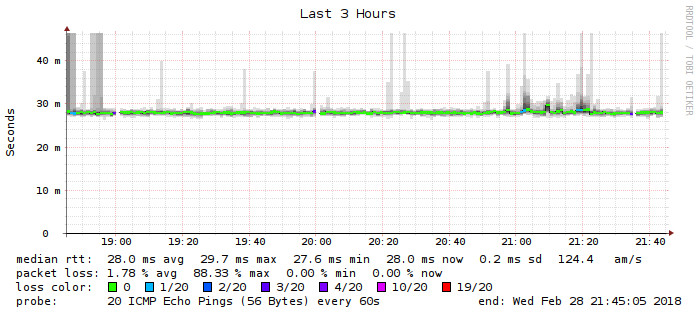 Last 3 Hours
RRDTOOL / TOBI OETIKER
Seconds
40 m
30 m
20 m
10 m
0
19:00 19:20 19:40 20:00 20:20 20:40 21:00 21:20 21:40
median rtt: 28.0 ms avg 29.7 ms max 27.6 ms min 28.0 ms now 0.2 ms sd 124.4 am/s
packet loss: 1.78 % avg 88.33 % max 0.00 % min 0.00 % now
loss color: 0 1/20 2/20 3/20 4/20 10/20 19/20
probe: 20 ICMP Echo Pings (56 Bytes) every 60s end: Wed Feb 28 21:45:05 2018